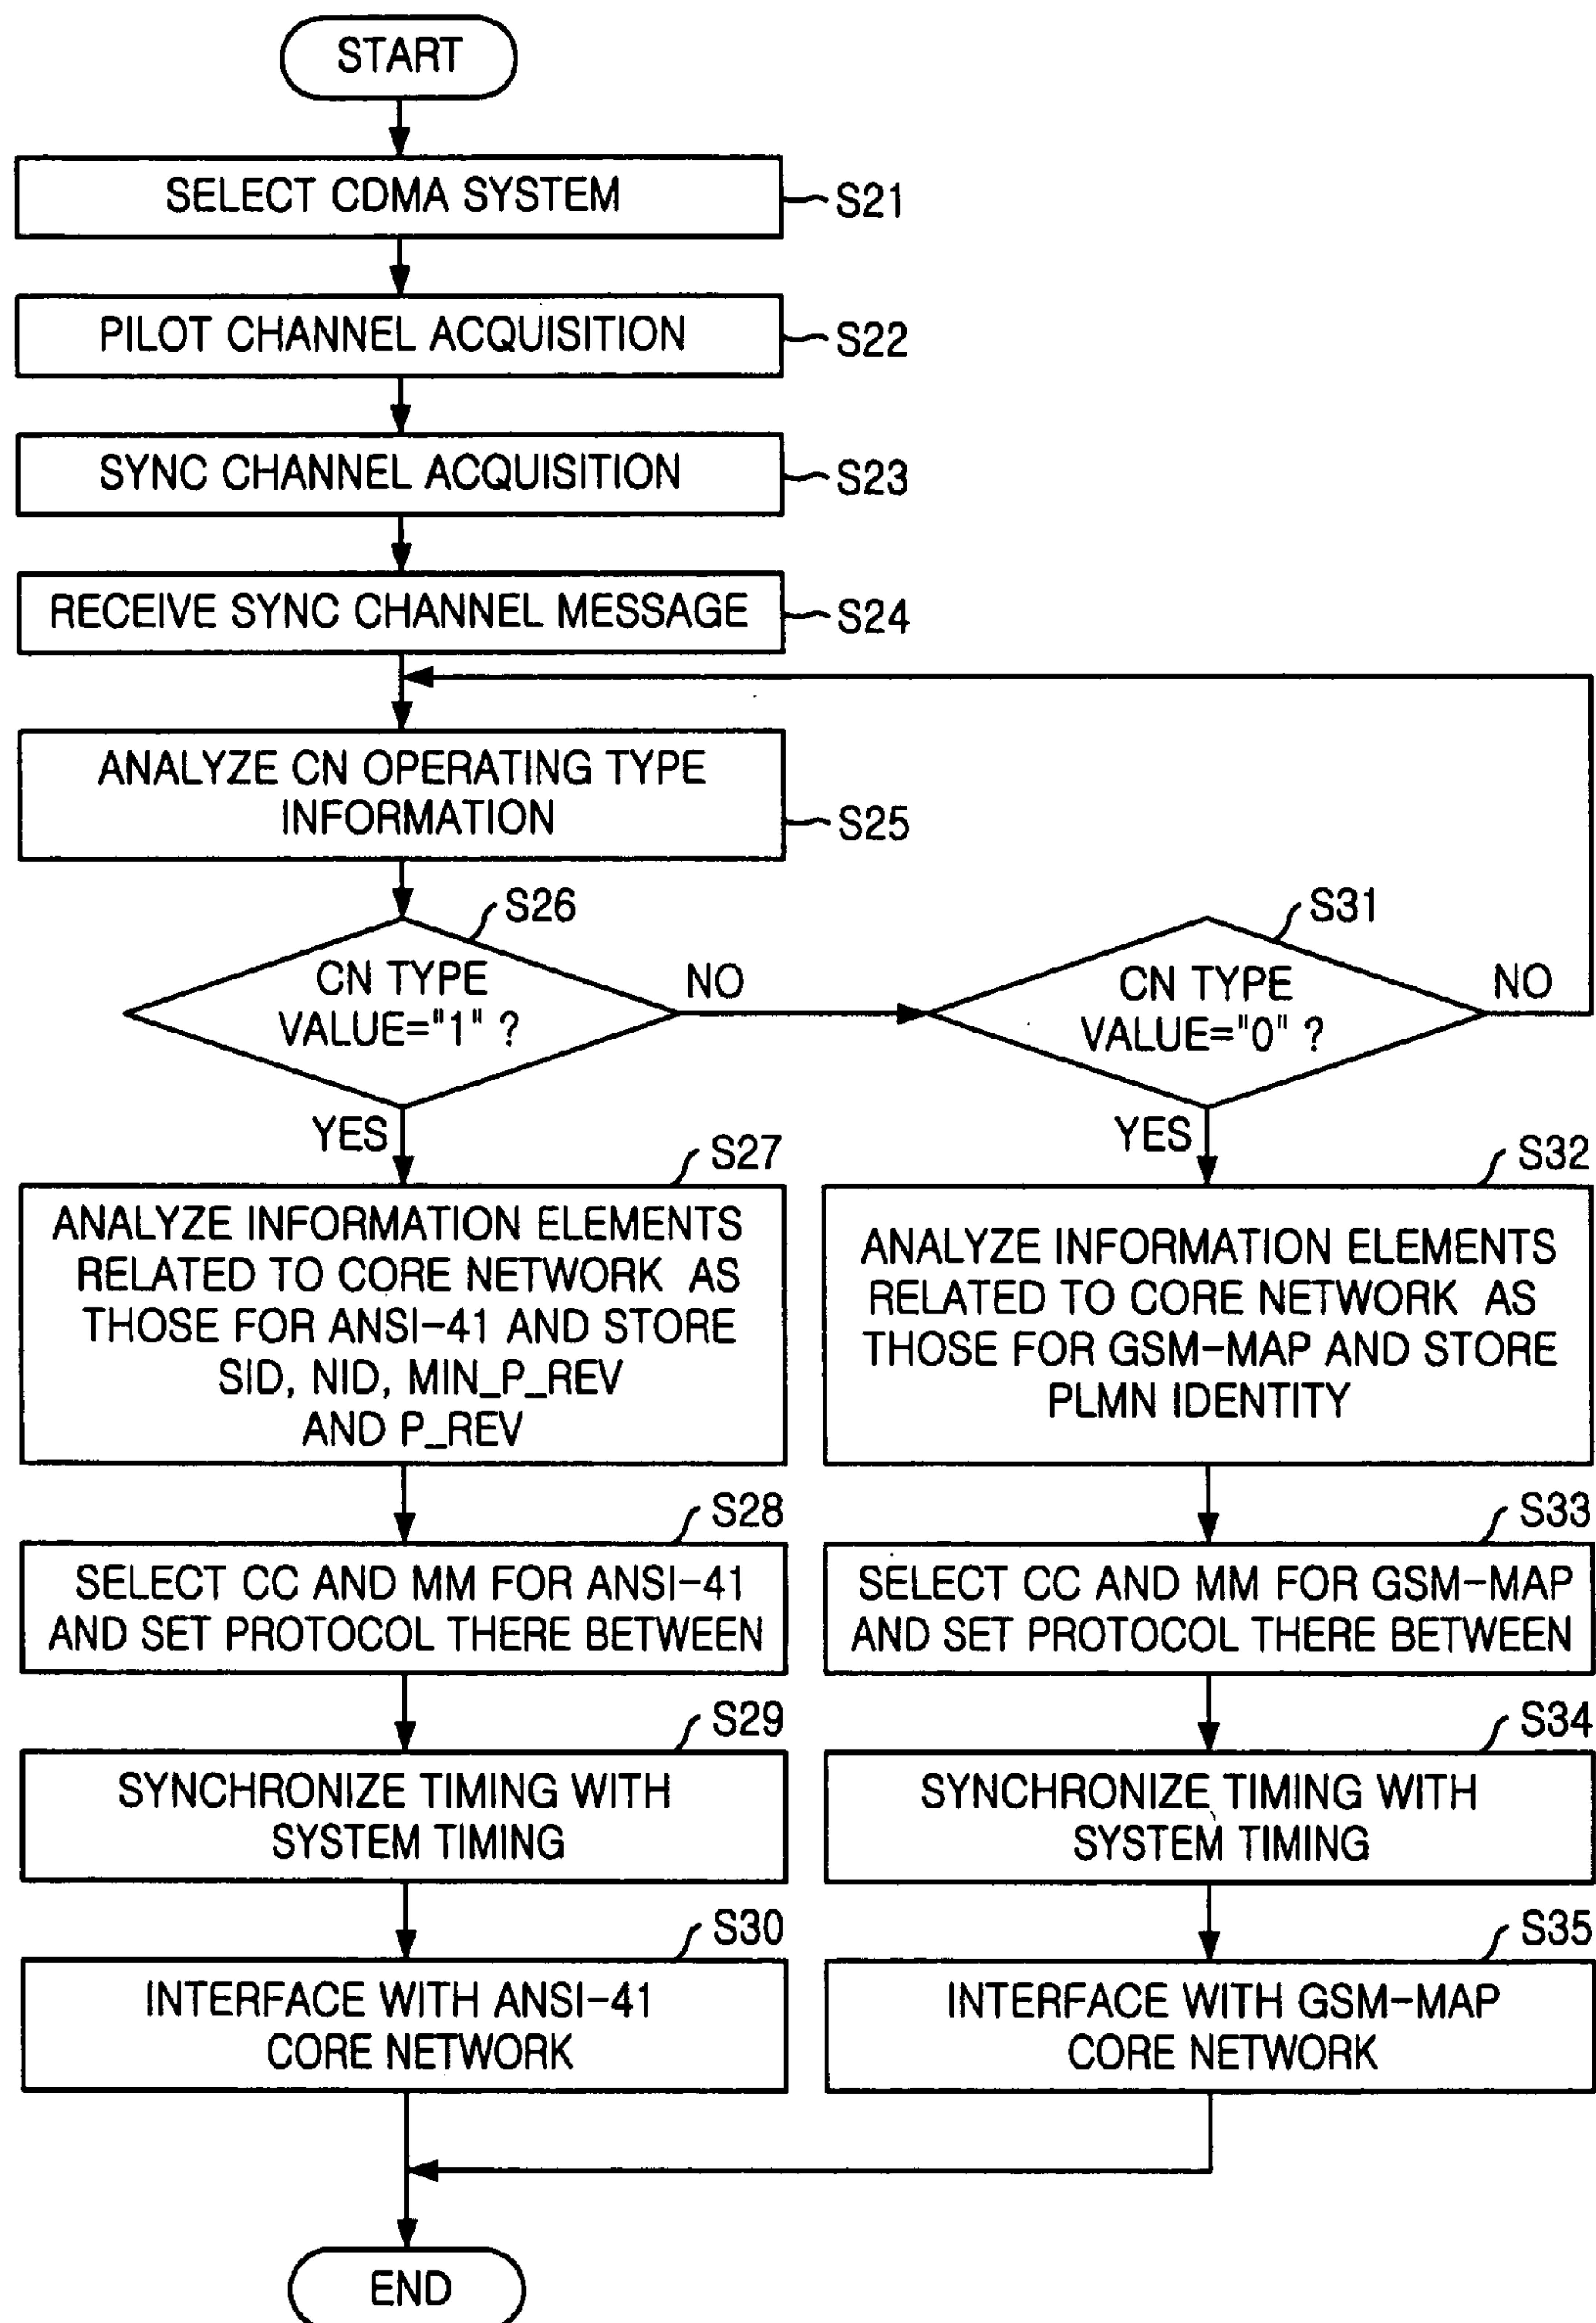 START
SELECT CDMA SYSTEM
S21
PILOT CHANNEL ACQUISITION
S22
SYNC CHANNEL ACQUISITION
S23
RECEIVE SYNC CHANNEL MESSAGE
S24
ANALYZE CN OPERATING TYPE
INFORMATION
S25
S26
CN TYPE
VALUE="1" ?
NO
YES
S31
CN TYPE
VALUE="0" ?
NO
YES
S27
ANALYZE INFORMATION ELEMENTS
RELATED TO CORE NETWORK AS
THOSE FOR ANSI-41 AND STORE
SID, NID, MIN_P_REV
AND P_REV
S32
ANALYZE INFORMATION ELEMENTS
RELATED TO CORE NETWORK AS
THOSE FOR GSM-MAP AND STORE
PLMN IDENTITY
S28
SELECT CC AND MM FOR ANSI-41
AND SET PROTOCOL THERE BETWEEN
S33
SELECT CC AND MM FOR GSM-MAP
AND SET PROTOCOL THERE BETWEEN
S29
SYNCHRONIZE TIMING WITH
SYSTEM TIMING
S34
SYNCHRONIZE TIMING WITH
SYSTEM TIMING
S30
INTERFACE WITH ANSI-41
CORE NETWORK
S35
INTERFACE WITH GSM-MAP
CORE NETWORK
END